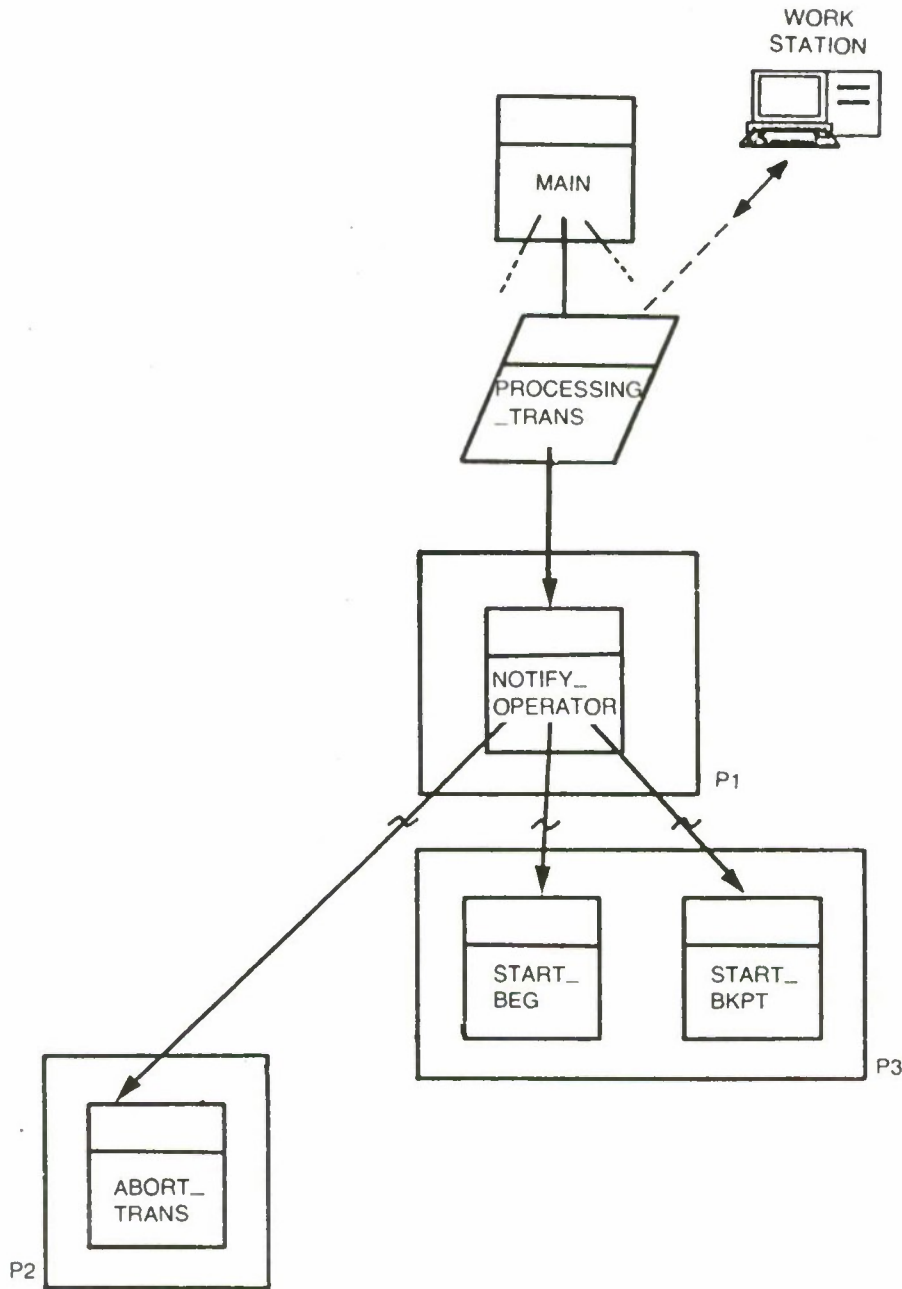 WORK
STATION
MAIN
PROCESSING
_TRANS
NOTIFY_
OPERATOR
P1
START_
BEG
START_
BKPT
P3
ABORT_
TRANS
P2